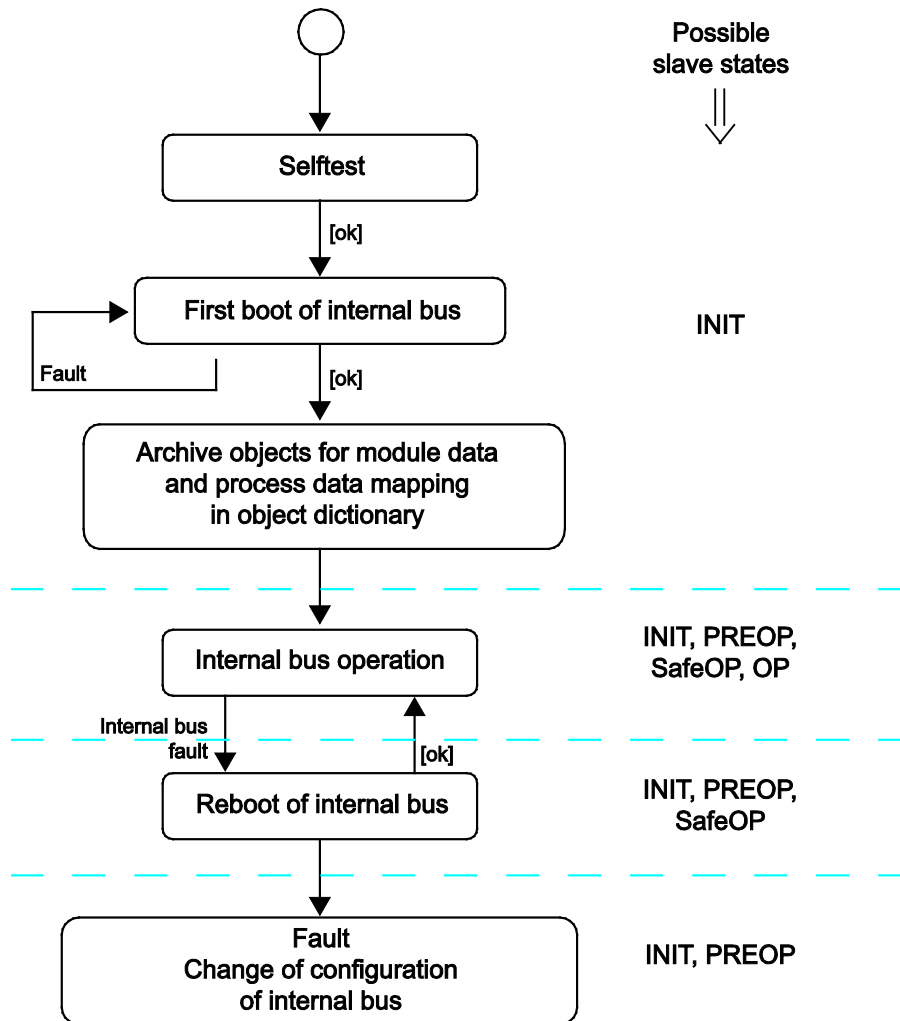 Possible
slave states
Selftest
[ok]
First boot of internal bus
INIT
Fault
[ok]
Archive objects for module data
and process data mapping
in object dictionary
Internal bus operation
INIT, PREOP,
SafeOP, OP
Internal bus
fault
[ok]
Reboot of internal bus
INIT, PREOP,
SafeOP
Fault
Change of configuration
of internal bus
INIT, PREOP